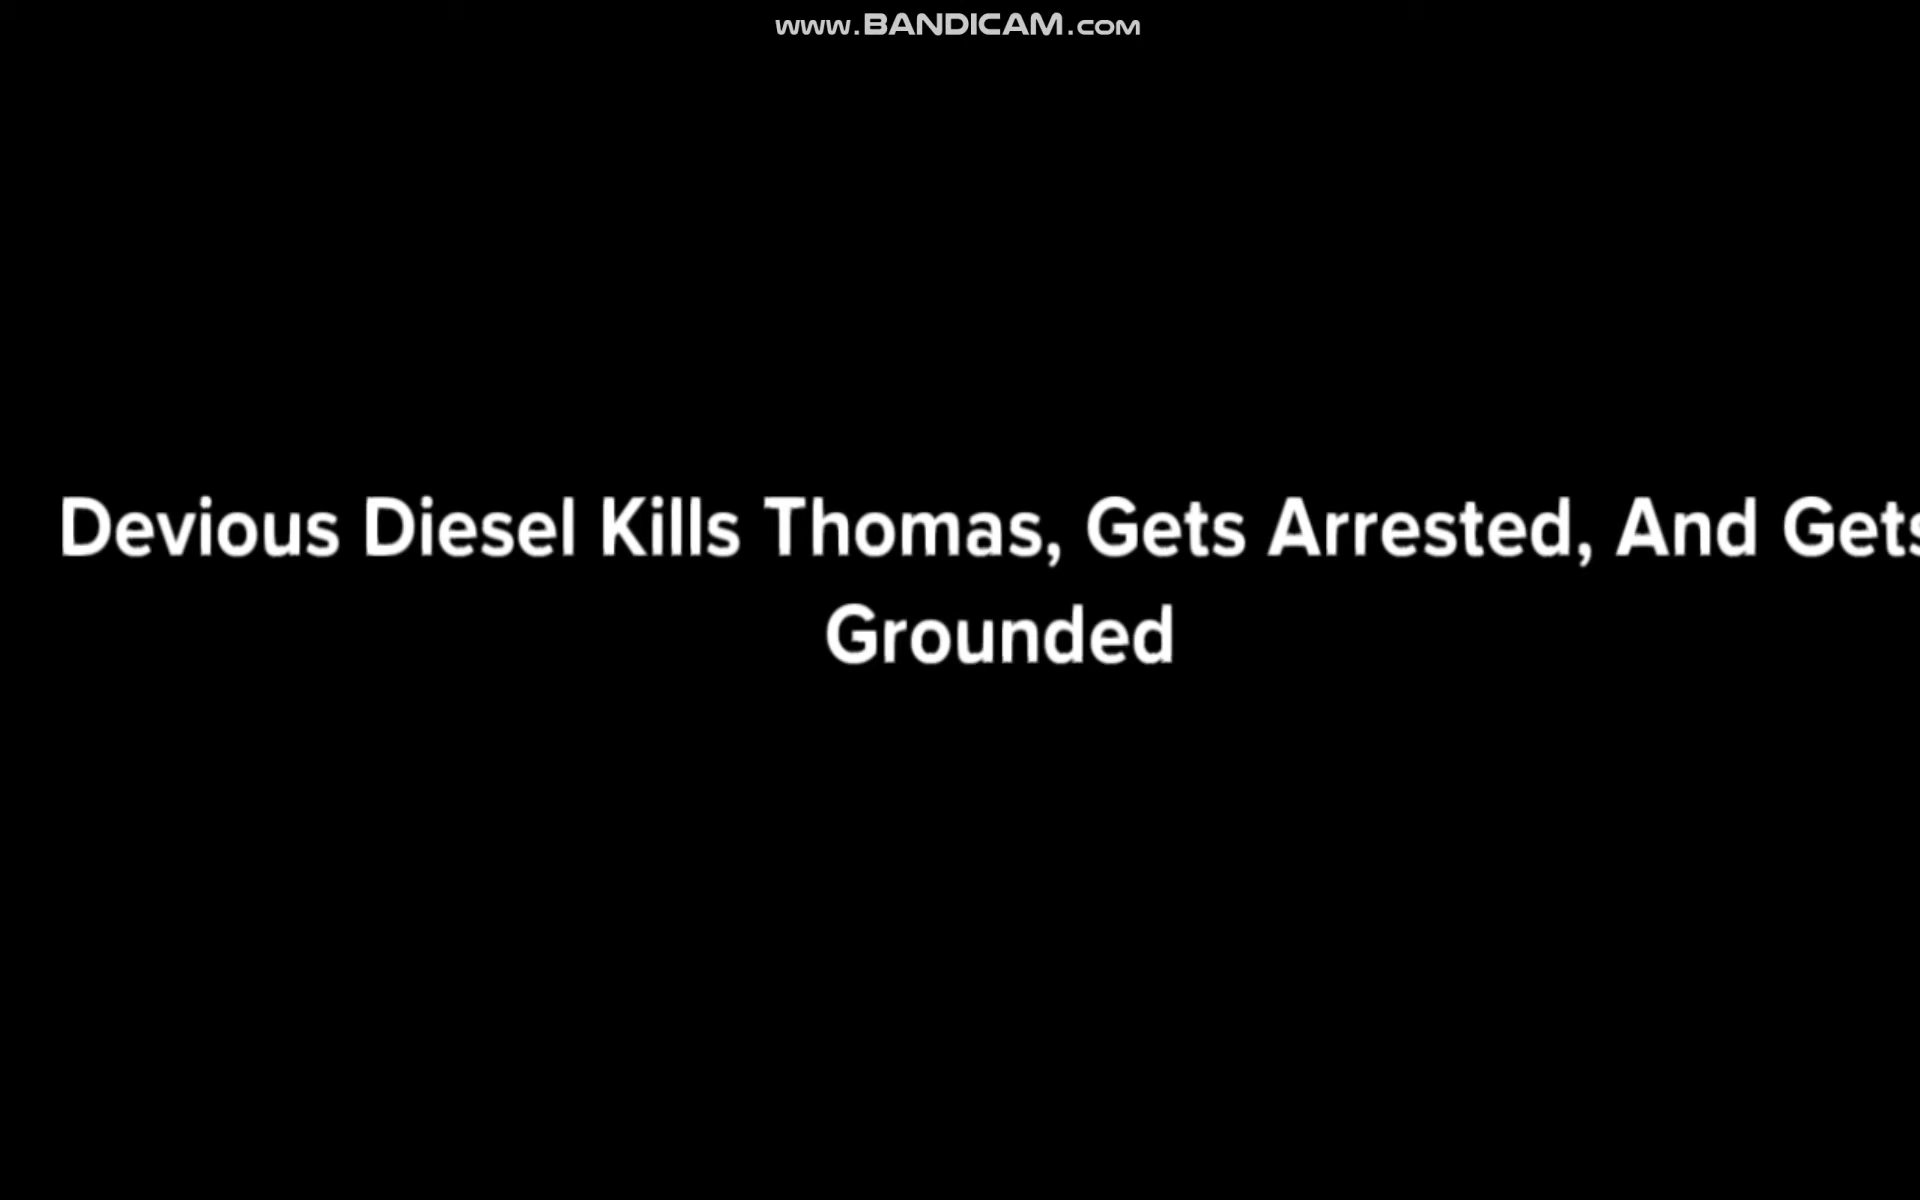 www.BANDICAM.com
Devious Diesel Kills Thomas, Gets Arrested, And Gets
Grounded